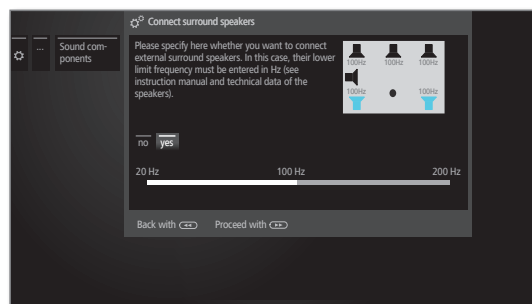 Connect surround speakers
...
Sound com-
ponents
Please specify here whether you want to connect
external surround speakers. In this case, their lower
limit frequency must be entered in Hz (see
instruction manual and technical data of the
speakers).
100Hz 100Hz 100Hz
100Hz 100Hz
no yes
20 Hz 100 Hz 200 Hz
Back with Proceed with